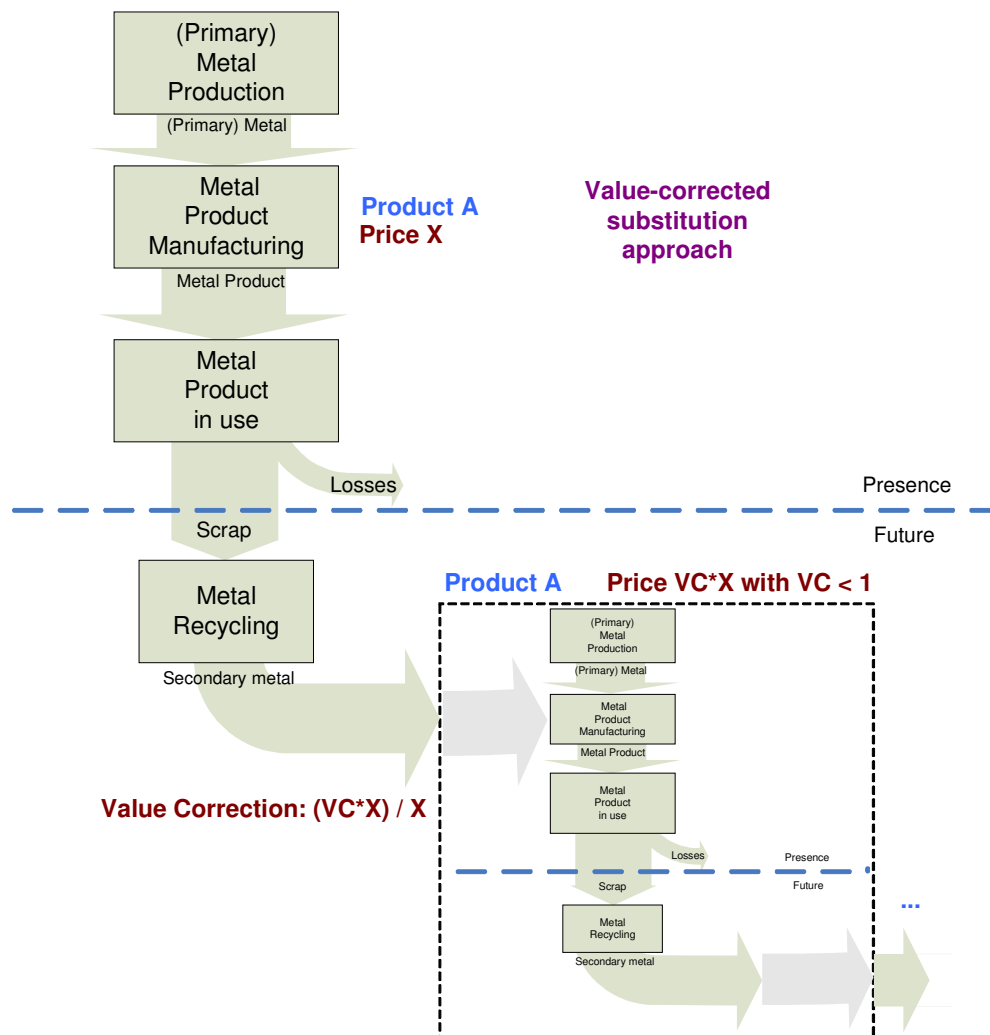 (Primary)
Metal
Production
(Primary) Metal
Metal
Product
Manufacturing
Product A
Price X
Value-corrected
substitution
approach
Metal Product
Metal
Product
in use
Losses
Presence
Scrap
Future
Metal
Recycling
Secondary metal
Product A
Price VC*X with VC < 1
(Primary)
Metal
Production
(Primary) Metal
Metal
Product
Manufacturing
Metal Product
Value Correction: (VC*X) / X
Metal
Product
in use
Losses
Presence
Scrap
Future
...
Metal
Recycling
Secondary metal